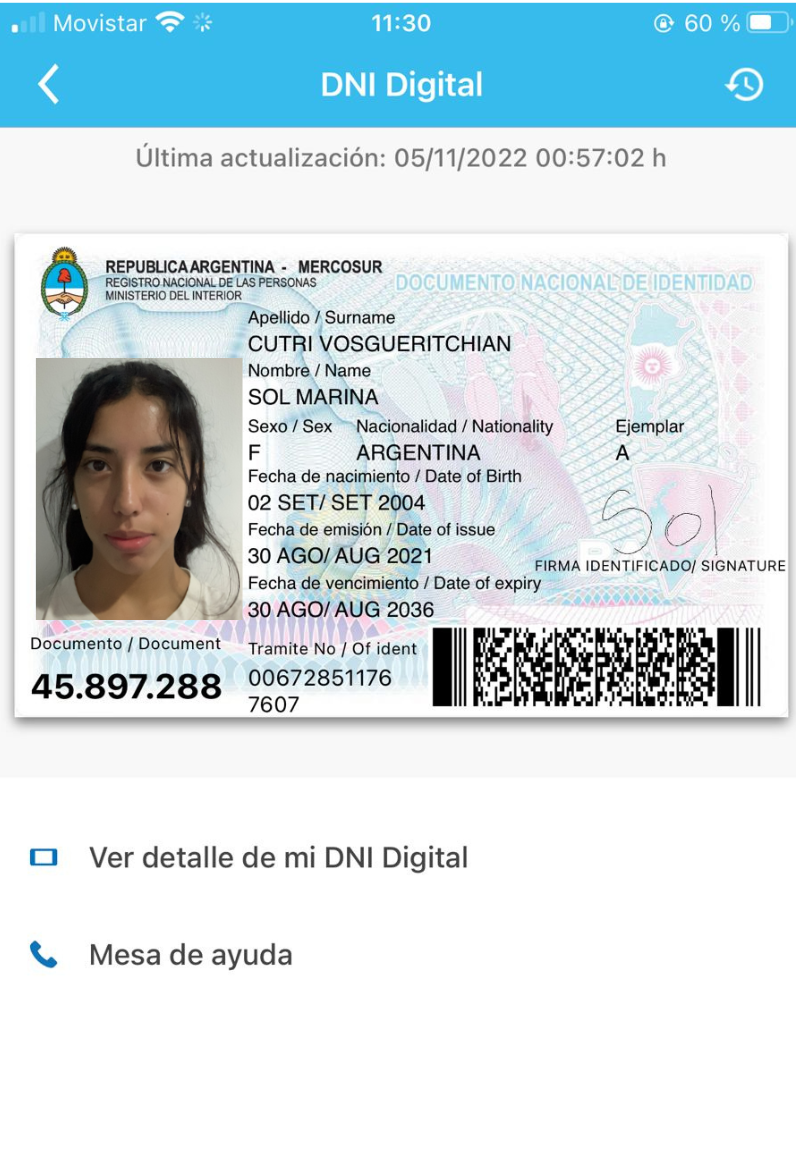 Movistar 11:30 60 %
DNI Digital
Última actualización: 05/11/2022 00:57:02 h
REPUBLICA ARGENTINA - MERCOSUR
REGISTRO NACIONAL DE LAS PERSONAS
MINISTERIO DEL INTERIOR
DOCUMENTO NACIONAL DE IDENTIDAD
Apellido / Surname
CUTRI VOSGUERITCHIAN
Nombre / Name
SOL MARINA
Sexo / Sex Nacionalidad / Nationality Ejemplar
F ARGENTINA A
Fecha de nacimiento / Date of Birth
02 SET/ SET 2004
Fecha de emisión / Date of issue
30 AGO/ AUG 2021
Sol
FIRMA IDENTIFICADO/ SIGNATURE
Fecha de vencimiento / Date of expiry
30 AGO/ AUG 2036
Documento / Document
45.897.288
Tramite No / Of ident
00672851176
7607
Ver detalle de mi DNI Digital
Mesa de ayuda